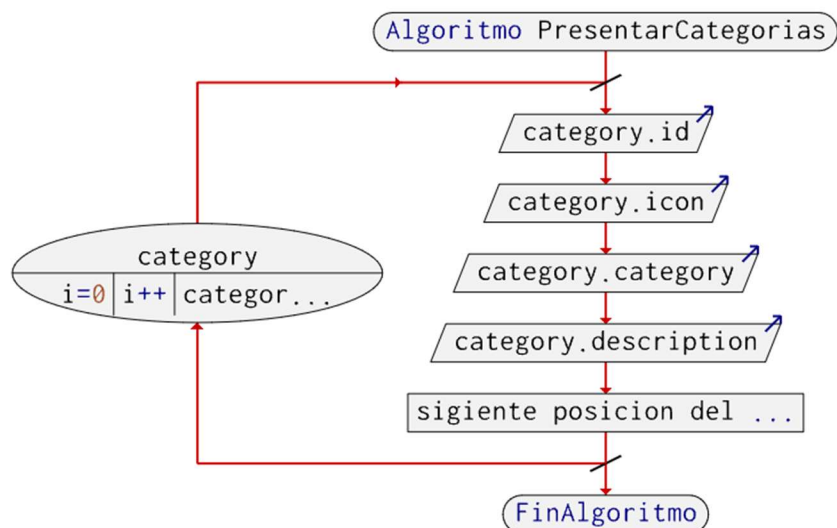 Algoritmo PresentarCategorias
category.id
category.icon
category.category
category.description
sigiente posicion del ...
FinAlgoritmo
category
i=0 i++ categor...